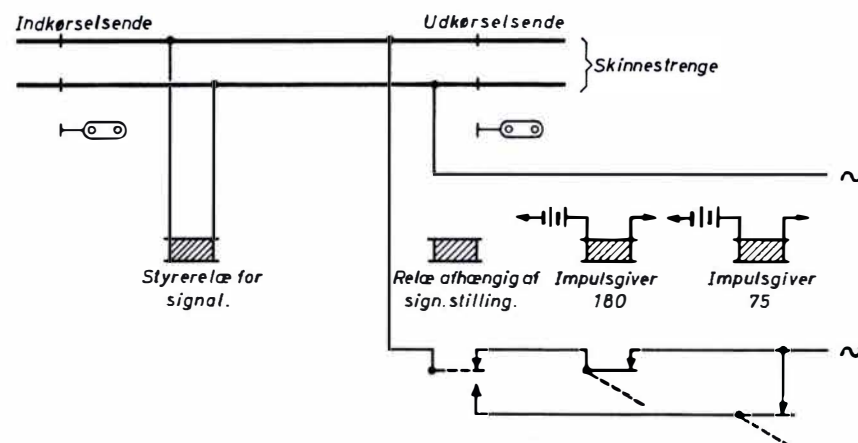 Indkørselsende
Udkørselsende
Skinnestrenge
~
Styrerelæ for
signal.
Relæ afhængig af
sign. stilling.
Impulsgiver
180
Impulsgiver
75
~